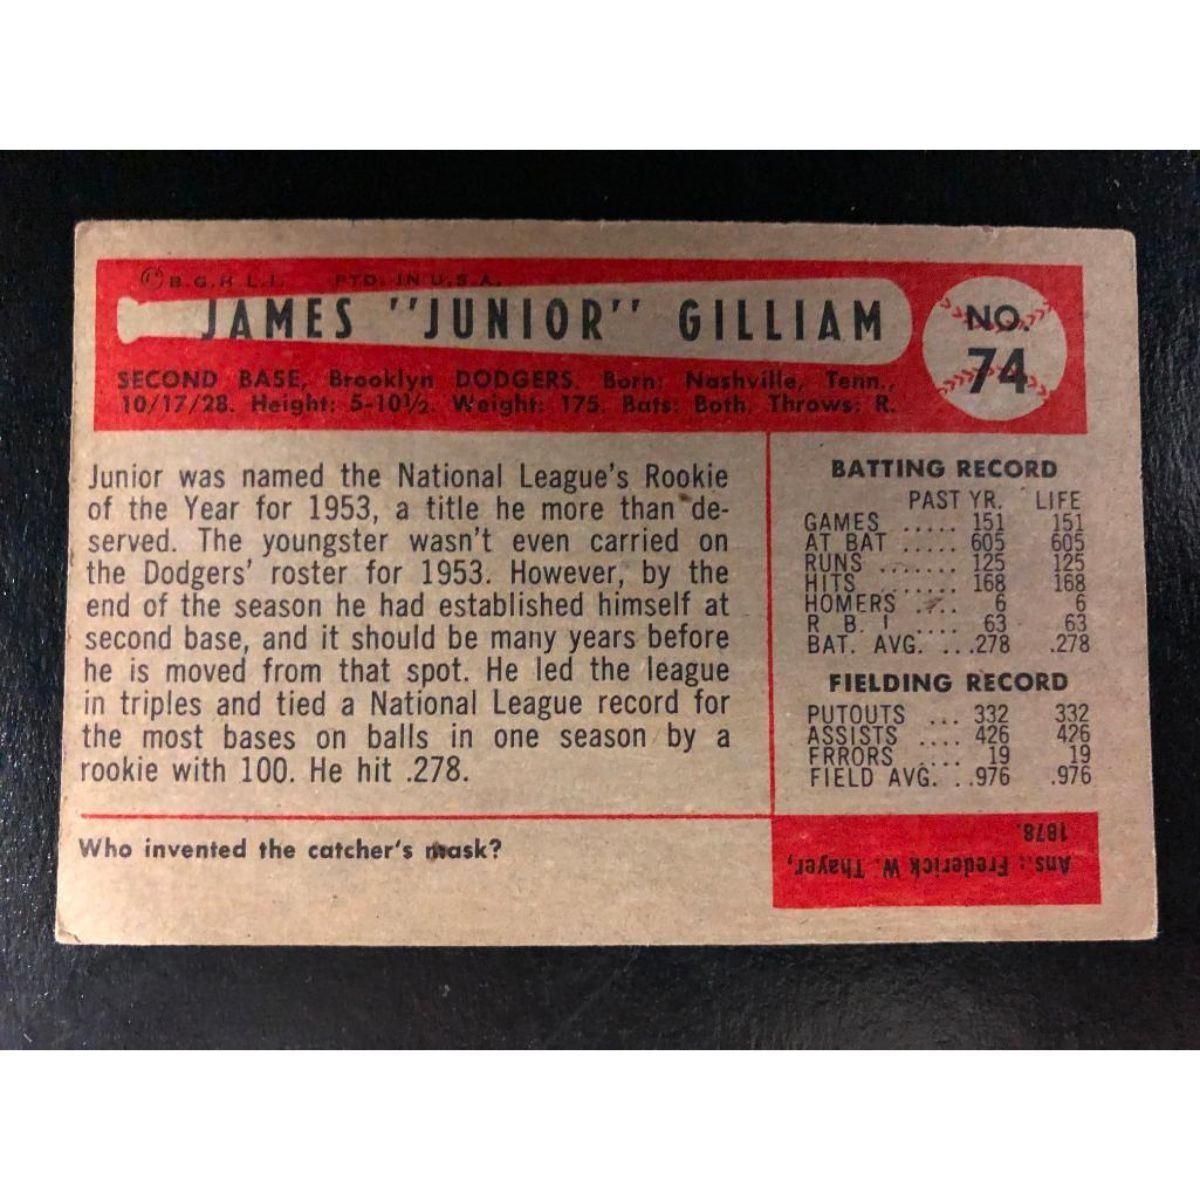 © B.G.H.L.I. PTD. IN U.S.A.
JAMES "JUNIOR" GILLIAM
NO.
74
SECOND BASE, Brooklyn DODGERS. Born: Nashville, Tenn.,
10/17/28. Height: 5-10½. Weight: 175. Bats: Both. Throws: R.
Junior was named the National League's Rookie
of the Year for 1953, a title he more than de-
served. The youngster wasn't even carried on
the Dodgers' roster for 1953. However, by the
end of the season he had established himself at
second base, and it should be many years before
he is moved from that spot. He led the league
in triples and tied a National League record for
the most bases on balls in one season by a
rookie with 100. He hit .278.
BATTING RECORD
PAST YR. LIFE
GAMES ..... 151 151
AT BAT ..... 605 605
RUNS ....... 125 125
HITS ........ 168 168
HOMERS .... 6 6
R B I .... 63 63
BAT. AVG. ...278 .278
FIELDING RECORD
PUTOUTS ... 332 332
ASSISTS .... 426 426
ERRORS .... 19 19
FIELD AVG. ..976 .976
Who invented the catcher's mask?
Ans.: Frederick W. Thayer,
1878.